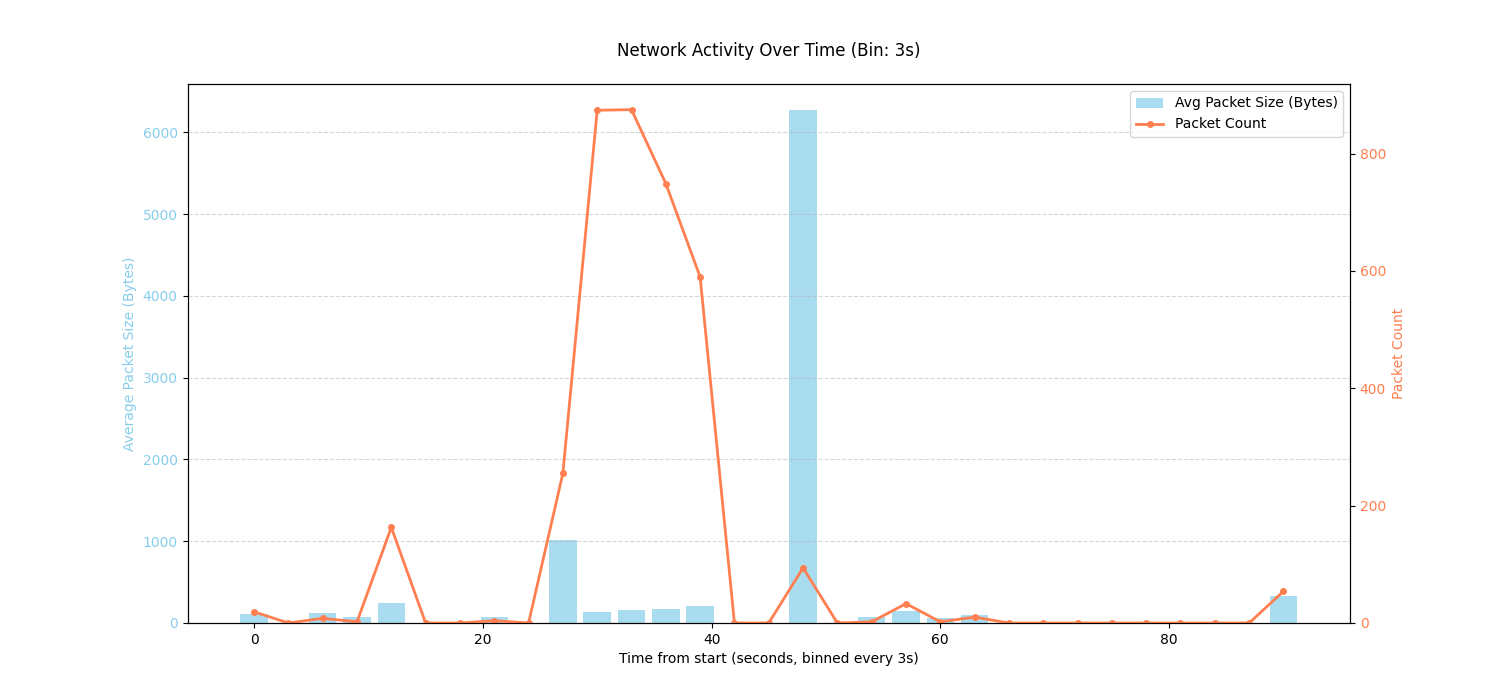 Network Activity Over Time (Bin: 3s)
Avg Packet Size (Bytes)
Packet Count
6000
5000
4000
3000
2000
1000
0
Average Packet Size (Bytes)
800
600
400
200
0
Packet Count
0 20 40 60 80
Time from start (seconds, binned every 3s)